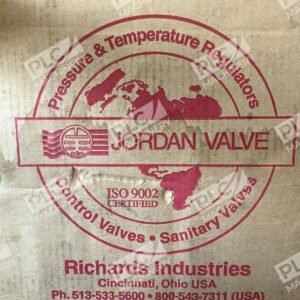 Pressure & Temperature Regulators
JORDAN VALVE
ISO 9002
CERTIFIED
Control Valves • Sanitary Valves
Richards Industries
Cincinnati, Ohio USA
Ph. 513-533-5600 • 800-543-7311 (USA)